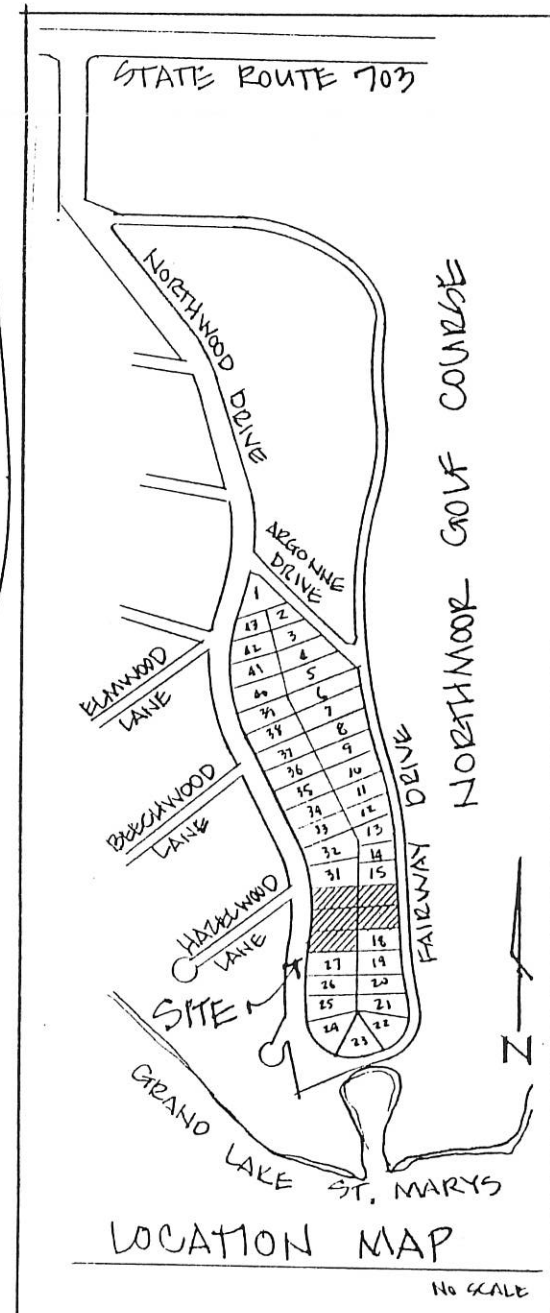 STATE ROUTE 703
NORTHWOOD DRIVE
NORTHMOOR GOLF COURSE
ARGONNE
DRIVE
1
43
2
42
3
41
4
40
5
39
6
38
7
37
8
36
9
35
10
34
11
33
12
32
13
31
14
15
ELMWOOD
LANE
BEECHWOOD
LANE
FAIRWAY DRIVE
HAZELWOOD
LANE
18
27
19
26
20
25
21
24
22
23
SITE
N
GRAND LAKE ST. MARYS
LOCATION MAP
NO SCALE